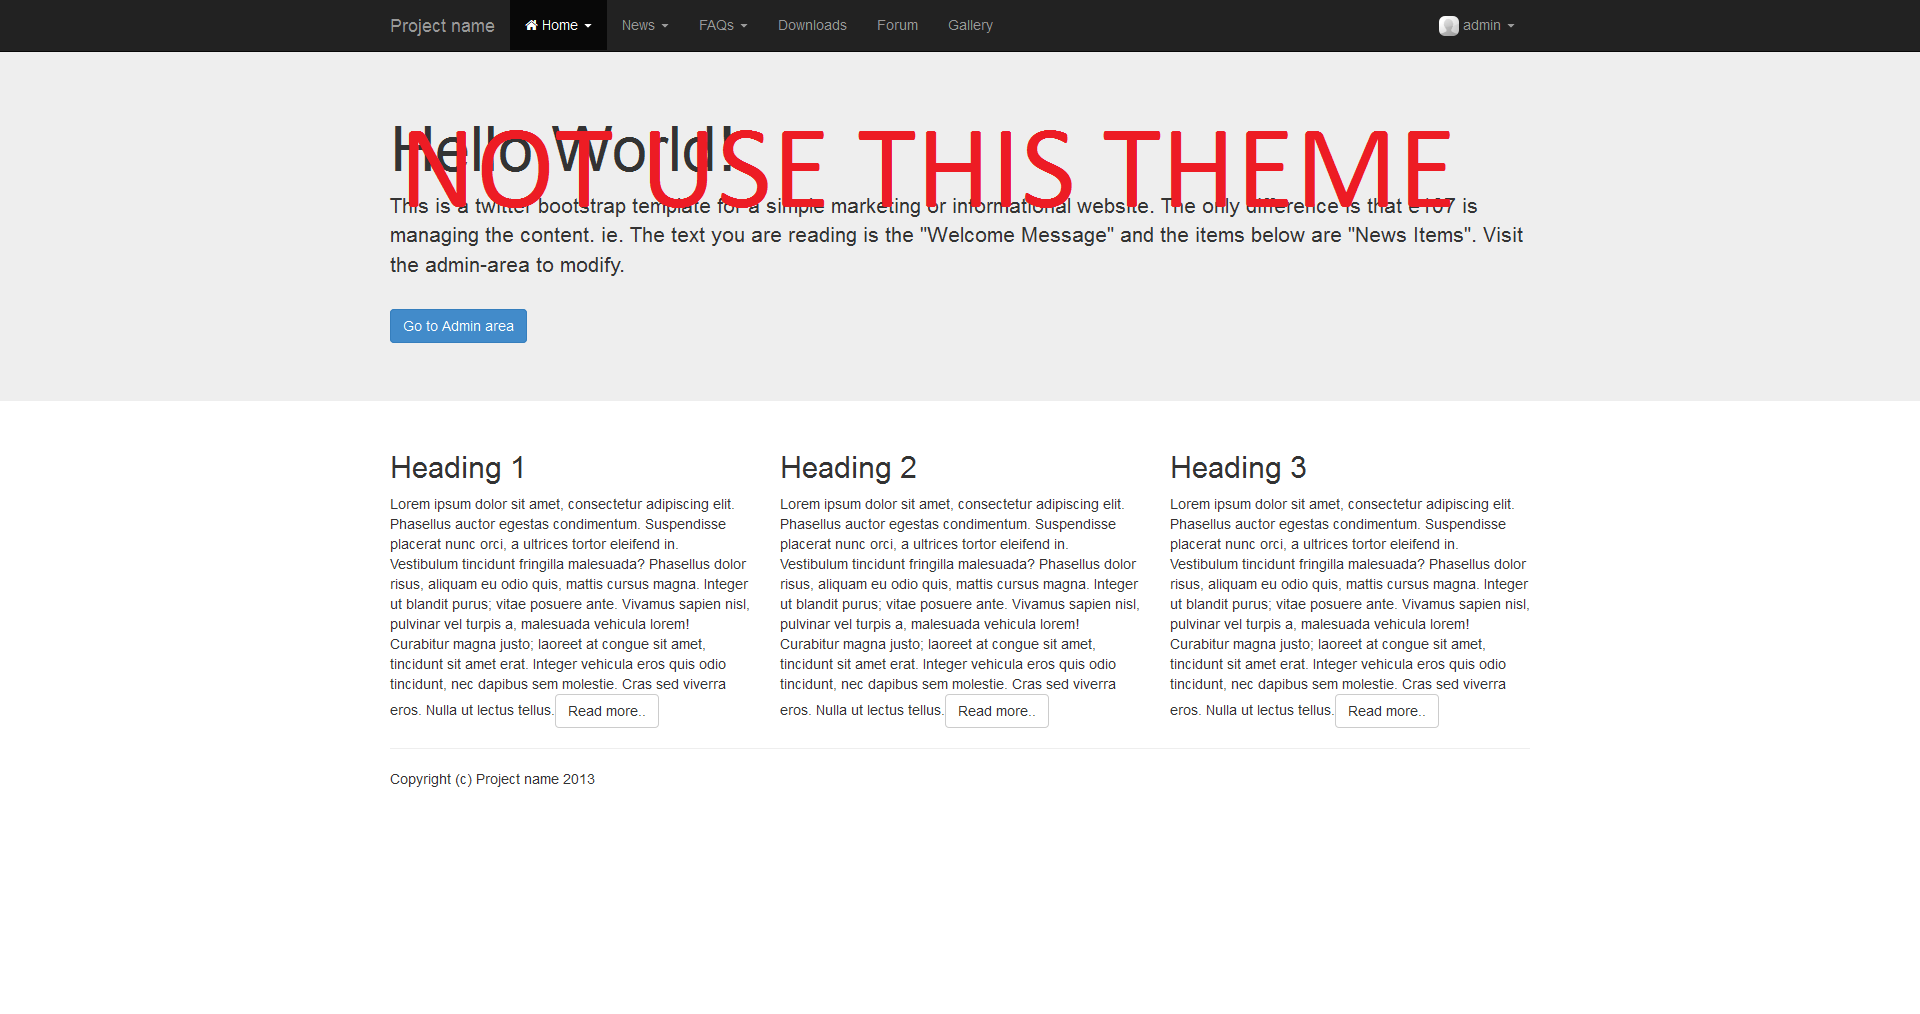 Project name Home News FAQs Downloads Forum Gallery admin
Hello World!
NOT USE THIS THEME
This is a twitter bootstrap template for a simple marketing or informational website. The only difference is that e107 is
managing the content. ie. The text you are reading is the "Welcome Message" and the items below are "News Items". Visit
the admin-area to modify.
Go to Admin area
Heading 1
Lorem ipsum dolor sit amet, consectetur adipiscing elit.
Phasellus auctor egestas condimentum. Suspendisse
placerat nunc orci, a ultrices tortor eleifend in.
Vestibulum tincidunt fringilla malesuada? Phasellus dolor
risus, aliquam eu odio quis, mattis cursus magna. Integer
ut blandit purus; vitae posuere ante. Vivamus sapien nisl,
pulvinar vel turpis a, malesuada vehicula lorem!
Curabitur magna justo; laoreet at congue sit amet,
tincidunt sit amet erat. Integer vehicula eros quis odio
tincidunt, nec dapibus sem molestie. Cras sed viverra
eros. Nulla ut lectus tellus. Read more..
Heading 2
Lorem ipsum dolor sit amet, consectetur adipiscing elit.
Phasellus auctor egestas condimentum. Suspendisse
placerat nunc orci, a ultrices tortor eleifend in.
Vestibulum tincidunt fringilla malesuada? Phasellus dolor
risus, aliquam eu odio quis, mattis cursus magna. Integer
ut blandit purus; vitae posuere ante. Vivamus sapien nisl,
pulvinar vel turpis a, malesuada vehicula lorem!
Curabitur magna justo; laoreet at congue sit amet,
tincidunt sit amet erat. Integer vehicula eros quis odio
tincidunt, nec dapibus sem molestie. Cras sed viverra
eros. Nulla ut lectus tellus. Read more..
Heading 3
Lorem ipsum dolor sit amet, consectetur adipiscing elit.
Phasellus auctor egestas condimentum. Suspendisse
placerat nunc orci, a ultrices tortor eleifend in.
Vestibulum tincidunt fringilla malesuada? Phasellus dolor
risus, aliquam eu odio quis, mattis cursus magna. Integer
ut blandit purus; vitae posuere ante. Vivamus sapien nisl,
pulvinar vel turpis a, malesuada vehicula lorem!
Curabitur magna justo; laoreet at congue sit amet,
tincidunt sit amet erat. Integer vehicula eros quis odio
tincidunt, nec dapibus sem molestie. Cras sed viverra
eros. Nulla ut lectus tellus. Read more..
Copyright (c) Project name 2013